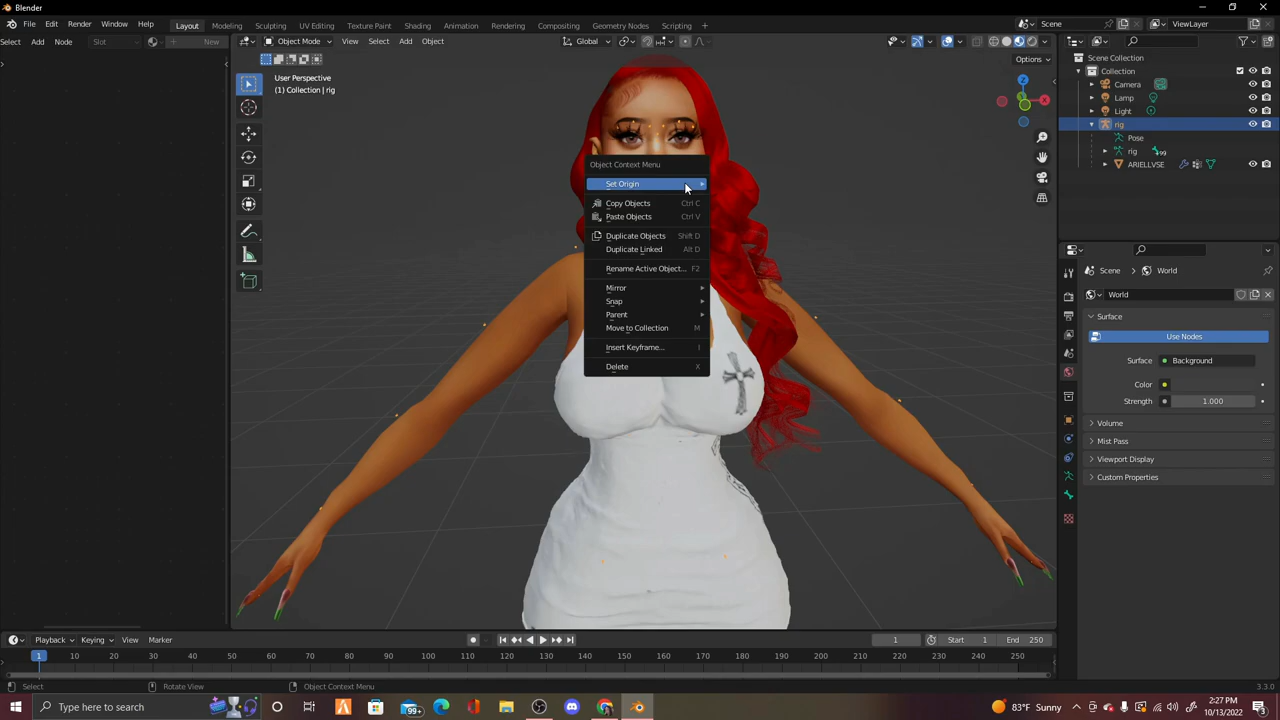 Blender
File Edit Render Window Help
Layout Modeling Sculpting UV Editing Texture Paint Shading Animation Rendering Compositing Geometry Nodes Scripting +
Scene ViewLayer
Select Add Node Slot New
Object Mode View Select Add Object Global
Options
User Perspective
(1) Collection | rig
Object Context Menu
Set Origin
Copy Objects Ctrl C
Paste Objects Ctrl V
Duplicate Objects Shift D
Duplicate Linked Alt D
Rename Active Object... F2
Mirror
Snap
Parent
Move to Collection M
Insert Keyframe... I
Delete X
X
Scene Collection
Collection
Camera
Lamp
Light
rig
Pose
rig 99
ARIELLVSE
Scene World
World
Surface
Use Nodes
Surface Background
Color
Strength 1.000
Volume
Mist Pass
Viewport Display
Custom Properties
Playback Keying View Marker
1 Start 1 End 250
1 10 20 30 40 50 60 70 80 90 100 110 120 130 140 150 160 170 180 190 200 210 220 230 240 250
Select Rotate View Object Context Menu 3.3.0
Type here to search
99+
83°F Sunny
2:27 PM
10/13/2022